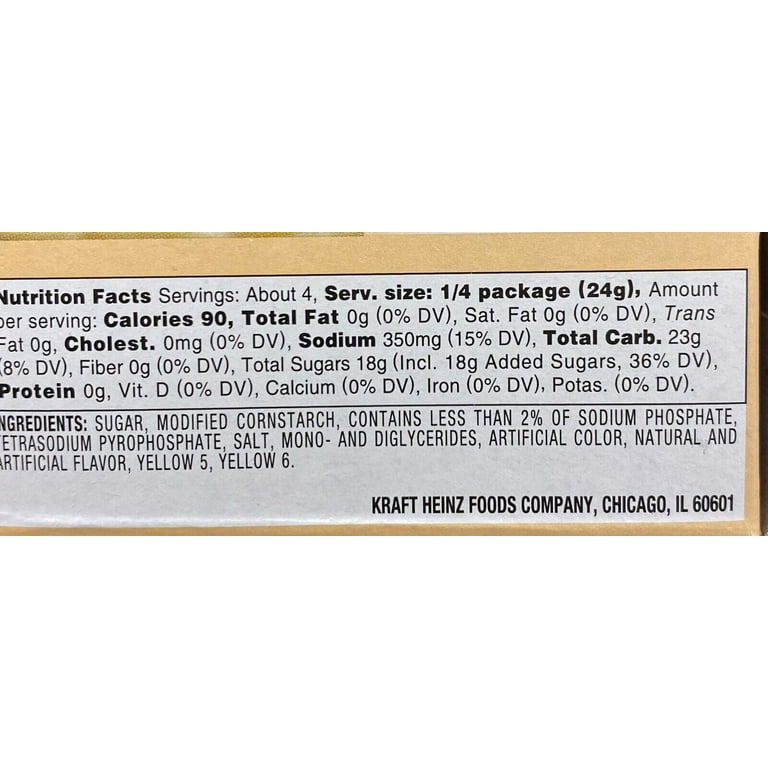 Nutrition Facts Servings: About 4, Serv. size: 1/4 package (24g), Amount
per serving: Calories 90, Total Fat 0g (0% DV), Sat. Fat 0g (0% DV), Trans
Fat 0g, Cholest. 0mg (0% DV), Sodium 350mg (15% DV), Total Carb. 23g
(8% DV), Fiber 0g (0% DV), Total Sugars 18g (Incl. 18g Added Sugars, 36% DV),
Protein 0g, Vit. D (0% DV), Calcium (0% DV), Iron (0% DV), Potas. (0% DV).
INGREDIENTS: SUGAR, MODIFIED CORNSTARCH, CONTAINS LESS THAN 2% OF SODIUM PHOSPHATE,
TETRASODIUM PYROPHOSPHATE, SALT, MONO- AND DIGLYCERIDES, ARTIFICIAL COLOR, NATURAL AND
ARTIFICIAL FLAVOR, YELLOW 5, YELLOW 6.
KRAFT HEINZ FOODS COMPANY, CHICAGO, IL 60601